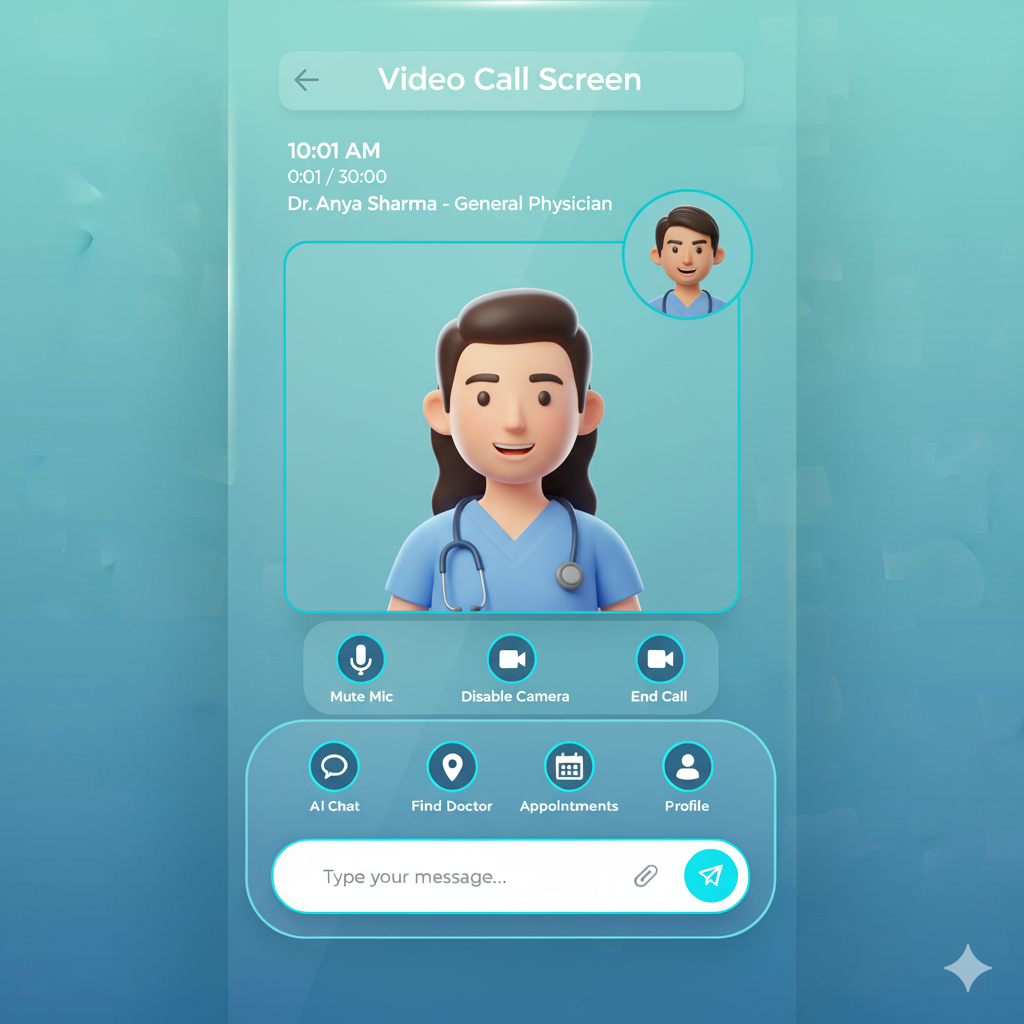 Video Call Screen
10:01 AM
0:01 / 30:00
Dr. Anya Sharma - General Physician
Mute Mic
Disable Camera
End Call
AI Chat
Find Doctor
Appointments
Profile
Type your message...